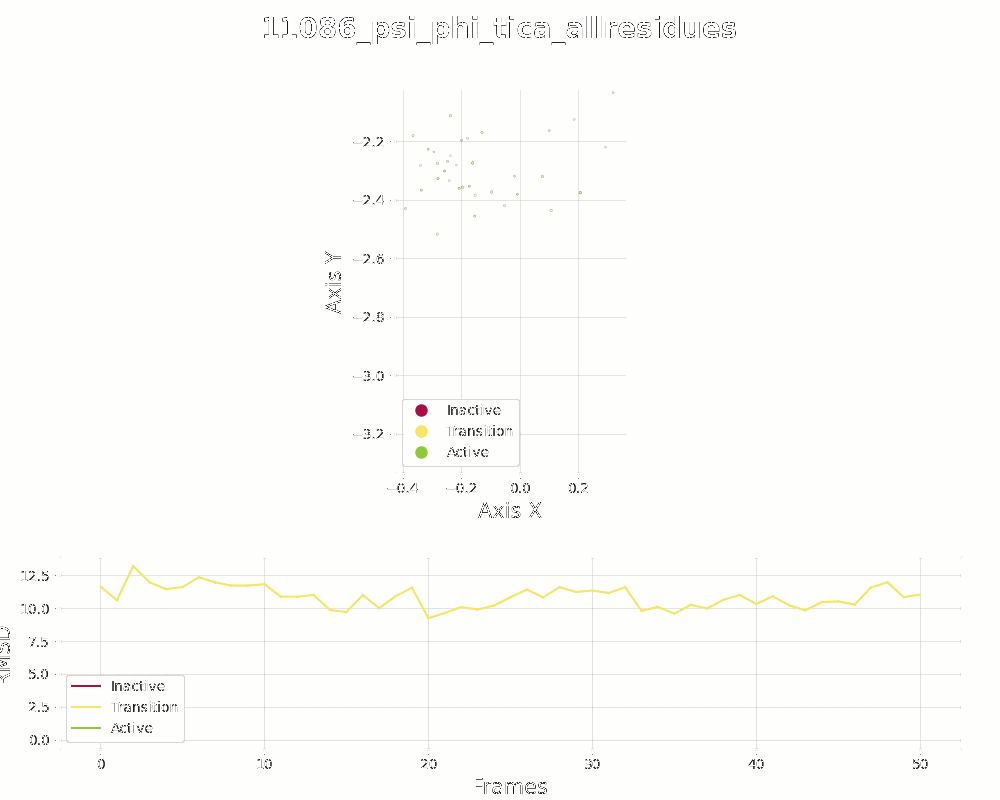 11086_psi_phi_tica_allresidues
−2.2
−2.4
−2.6
−2.8
−3.0
−3.2
Axis Y
Inactive
Transition
Active
−0.4 −0.2 0.0 0.2
Axis X
12.5
10.0
7.5
5.0
2.5
0.0
RMSD
Inactive
Transition
Active
0 10 20 30 40 50
Frames